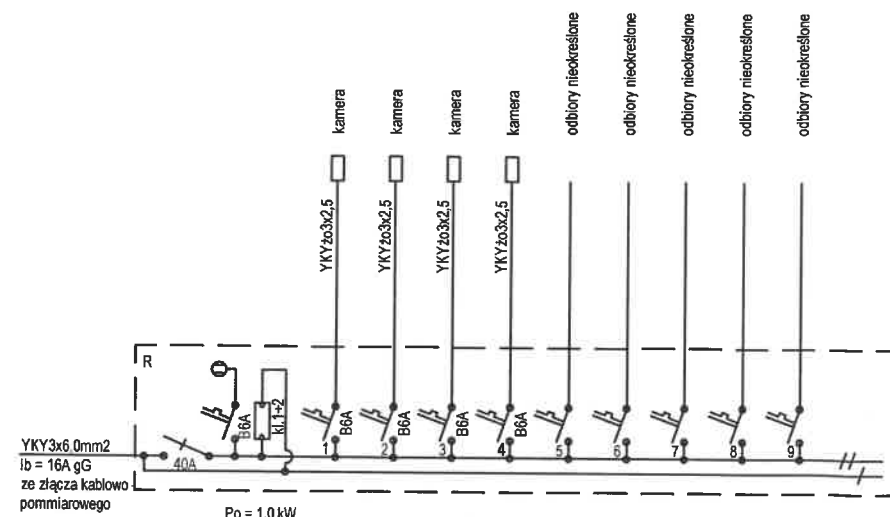 kamera
kamera
kamera
kamera
odbiory nieokreślone
odbiory nieokreślone
odbiory nieokreślone
odbiory nieokreślone
odbiory nieokreślone
YKYżo3x2,5
YKYżo3x2,5
YKYżo3x2,5
YKYżo3x2,5
R
B6A
kl.1+2
B6A
B6A
B6A
B6A
1
2
3
4
5
6
7
8
9
40A
YKY3x6,0mm2
Ib = 16A gG
ze złącza kablowo -
pommiarowego
Po = 1,0 kW